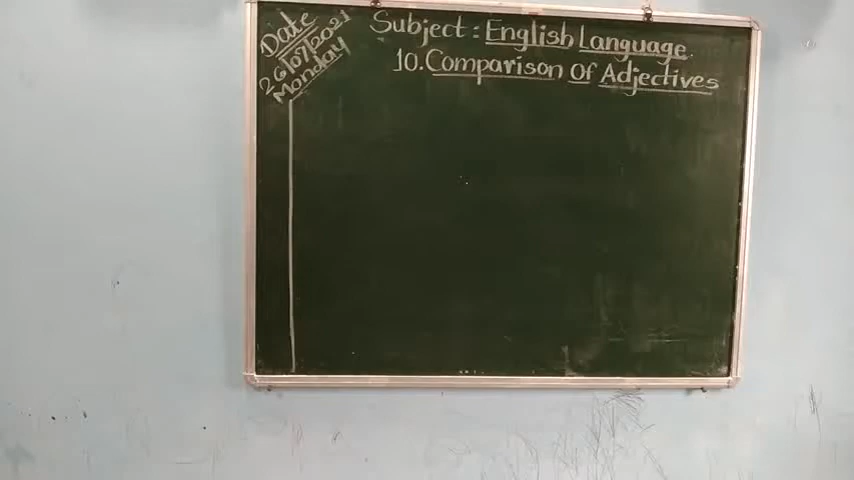 Date
26/07/2021
Monday
Subject : English Language.
10. Comparison Of Adjectives